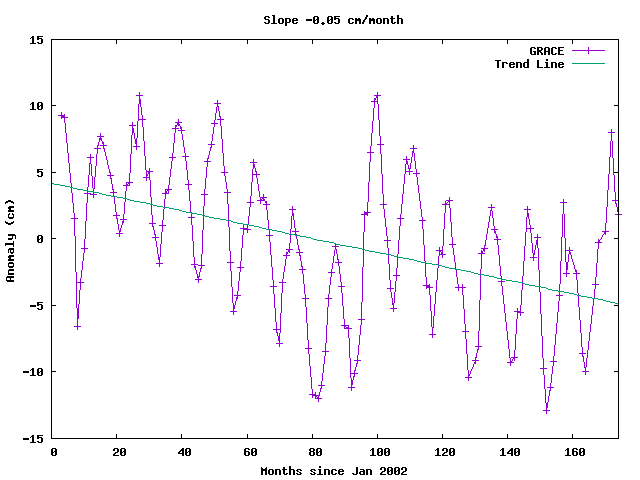 Slope -0.05 cm/month
GRACE
Trend Line
Anomaly (cm)
15
10
5
0
-5
-10
-15
0 20 40 60 80 100 120 140 160
Months since Jan 2002